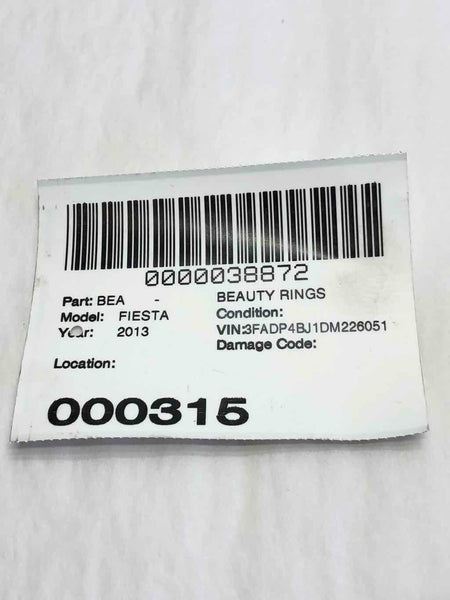 0000038872
Part: BEA - BEAUTY RINGS
Model: FIESTA Condition:
Year: 2013 VIN:3FADP4BJ1DM226051
Damage Code:
Location:
000315